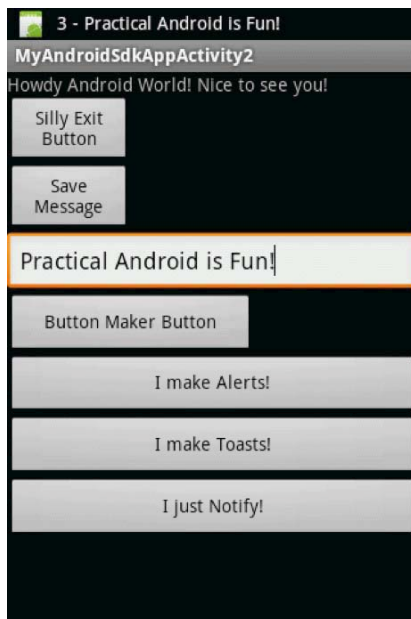 3 - Practical Android is Fun!
MyAndroidSdkAppActivity2
Howdy Android World! Nice to see you!
Silly Exit
Button
Save
Message
Practical Android is Fun!
Button Maker Button
I make Alerts!
I make Toasts!
I just Notify!